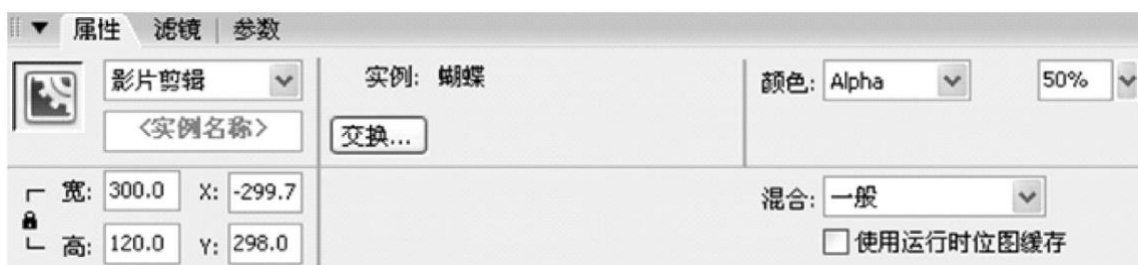 属性 滤镜 参数
影片剪辑 实例: 蝴蝶 颜色: Alpha 50%
<实例名称> 交换...
宽: 300.0 X: -299.7 混合: 一般
高: 120.0 Y: 298.0 使用运行时位图缓存